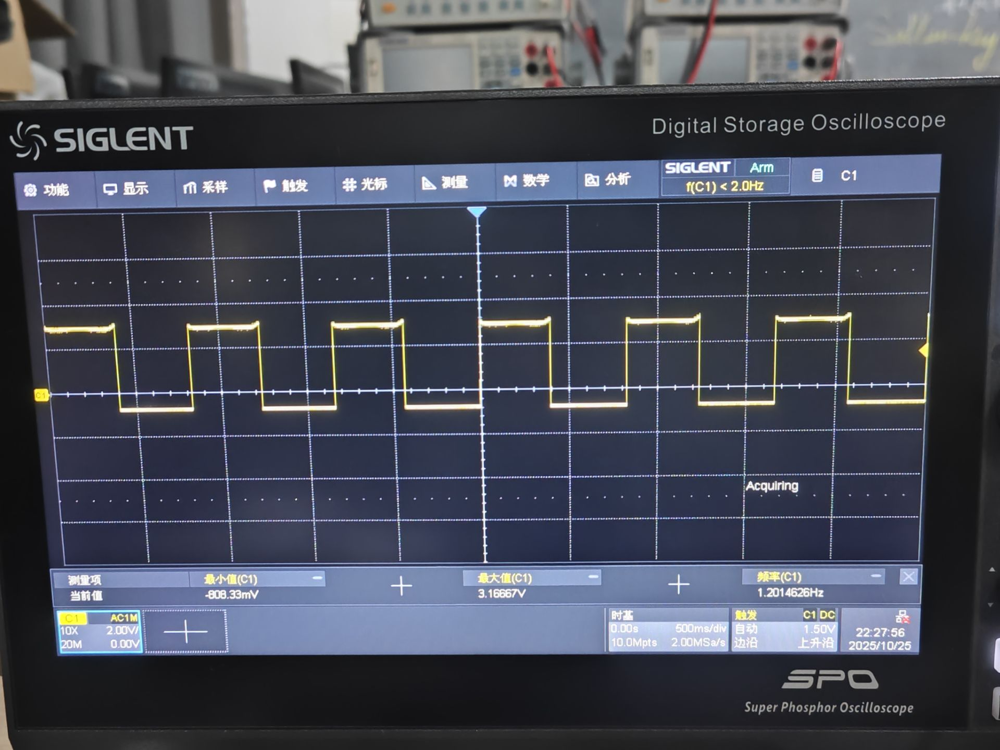 SIGLENT
Digital Storage Oscilloscope
功能 显示 采样 触发 光标 测量 数学 分析 SIGLENT Arm C1
f(C1) < 2.0Hz
C1
Acquiring
测量项 最小值(C1) 最大值(C1) 频率(C1)
当前值 -808.33mV 3.16667V 1.2014626Hz
C1 AC1M 时基 触发 C1 DC
10X 2.00V/ 0.00s 500ms/div 自动 1.50V 22:27:56
20M 0.00V 10.0Mpts 2.00MSa/s 边沿 上升沿 2025/10/25
SPO
Super Phosphor Oscilloscope